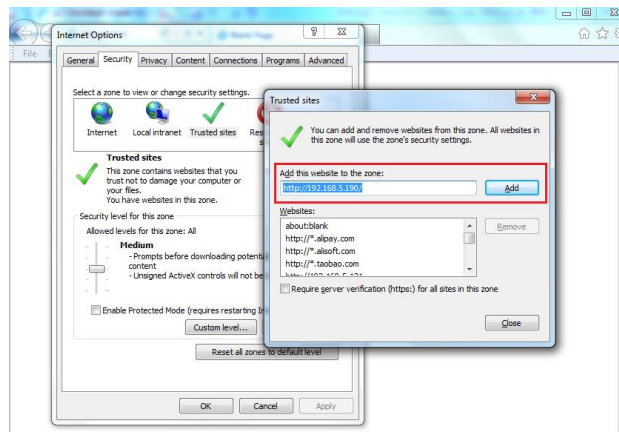 Internet Options
File
General Security Privacy Content Connections Programs Advanced
Select a zone to view or change security settings.
Internet Local intranet Trusted sites
Trusted sites
This zone contains websites that you
trust not to damage your computer or
your files.
You have websites in this zone.
Security level for this zone
Allowed levels for this zone: All
Medium
- Prompts before downloading
content
- Unsigned ActiveX controls will not be
Enable Protected Mode (requires restarting
Custom level...
Reset all zones to default level
OK Cancel Apply
Trusted sites
You can add and remove websites from this zone. All websites in
this zone will use the zone's security settings.
Add this website to the zone:
http://192.168.5.190/ Add
Websites:
about:blank Remove
http://*.alipay.com
http://*.alisoft.com
http://*.taobao.com
Require server verification (https:) for all sites in this zone
Close